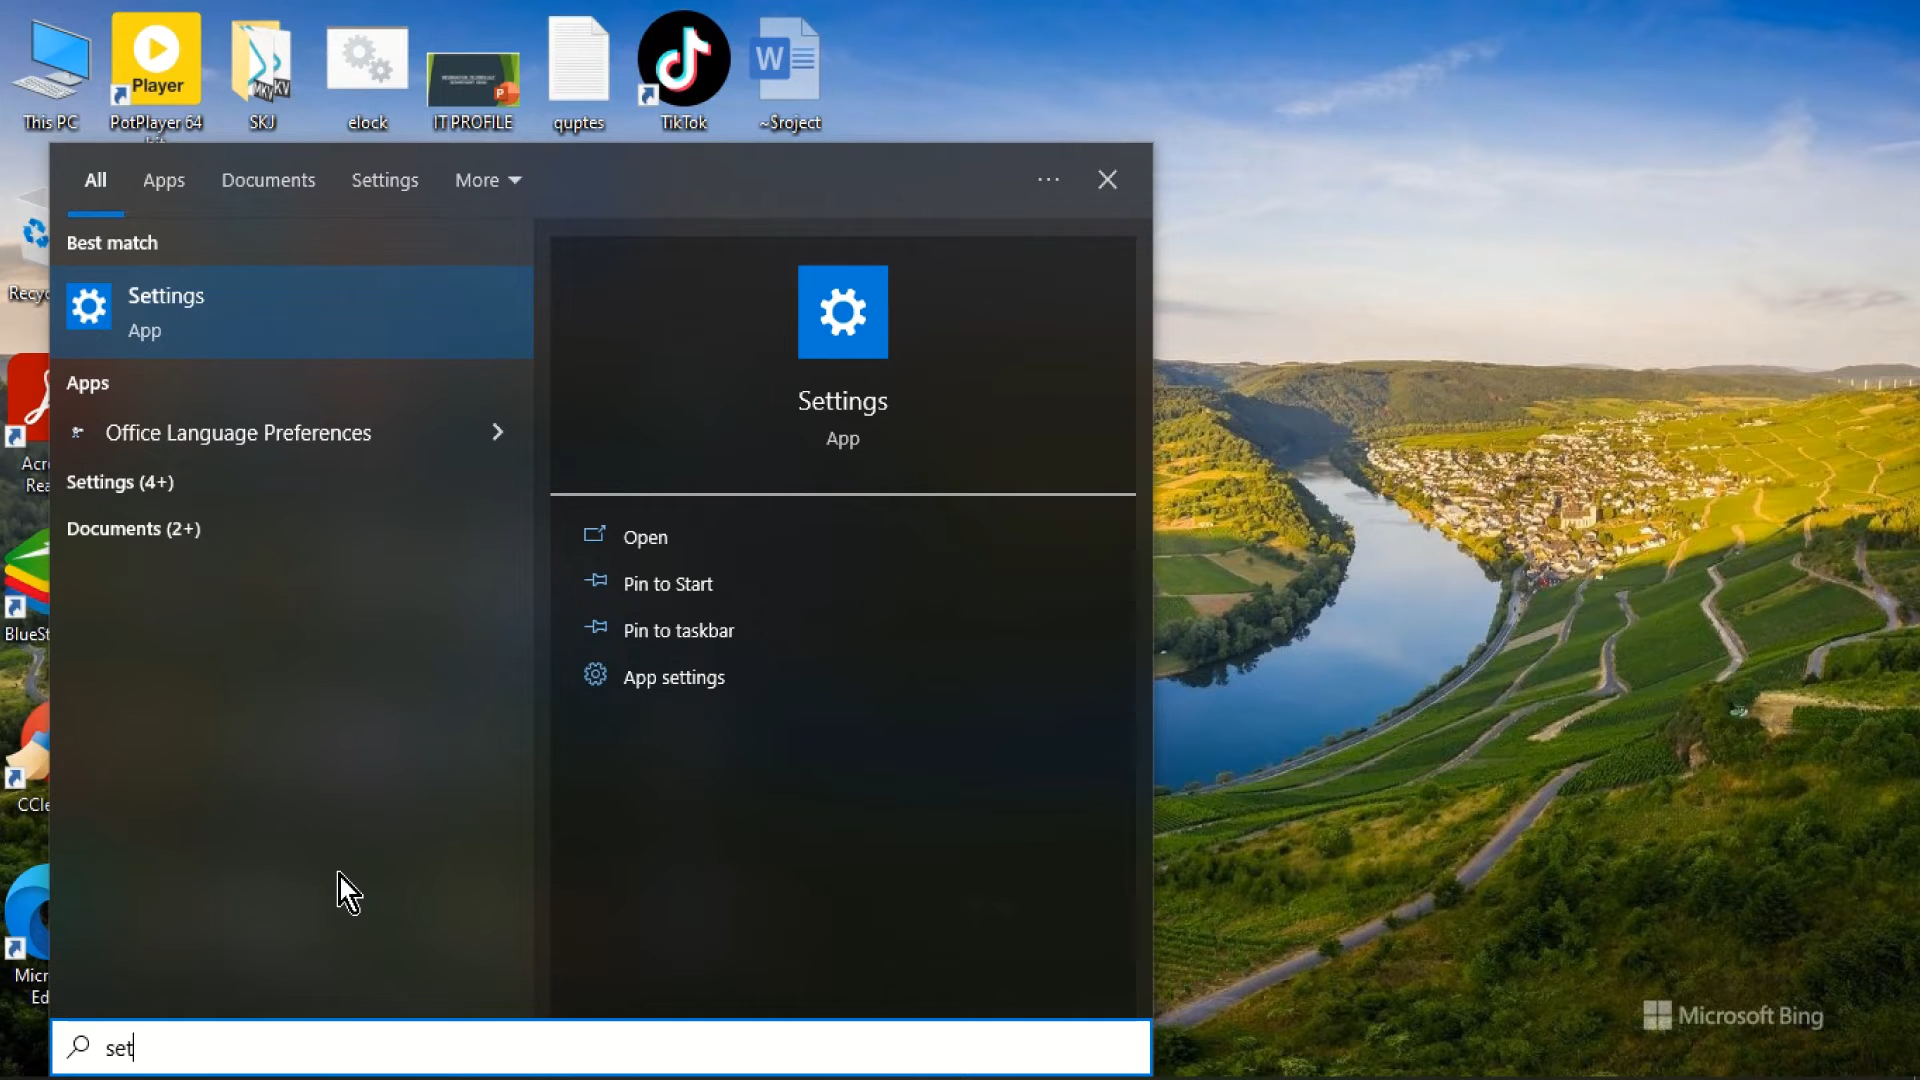 Player
W
P
This PC
PotPlayer 64
SKJ
elock
IT PROFILE
quptes
TikTok
~$roject
All
Apps
Documents
Settings
More
Best match
Settings
App
Apps
Office Language Preferences
Settings (4+)
Documents (2+)
Settings
App
Open
Pin to Start
Pin to taskbar
App settings
Recyc
Acr
Rea
BlueSt
CCle
Micr
Ed
Microsoft Bing
set